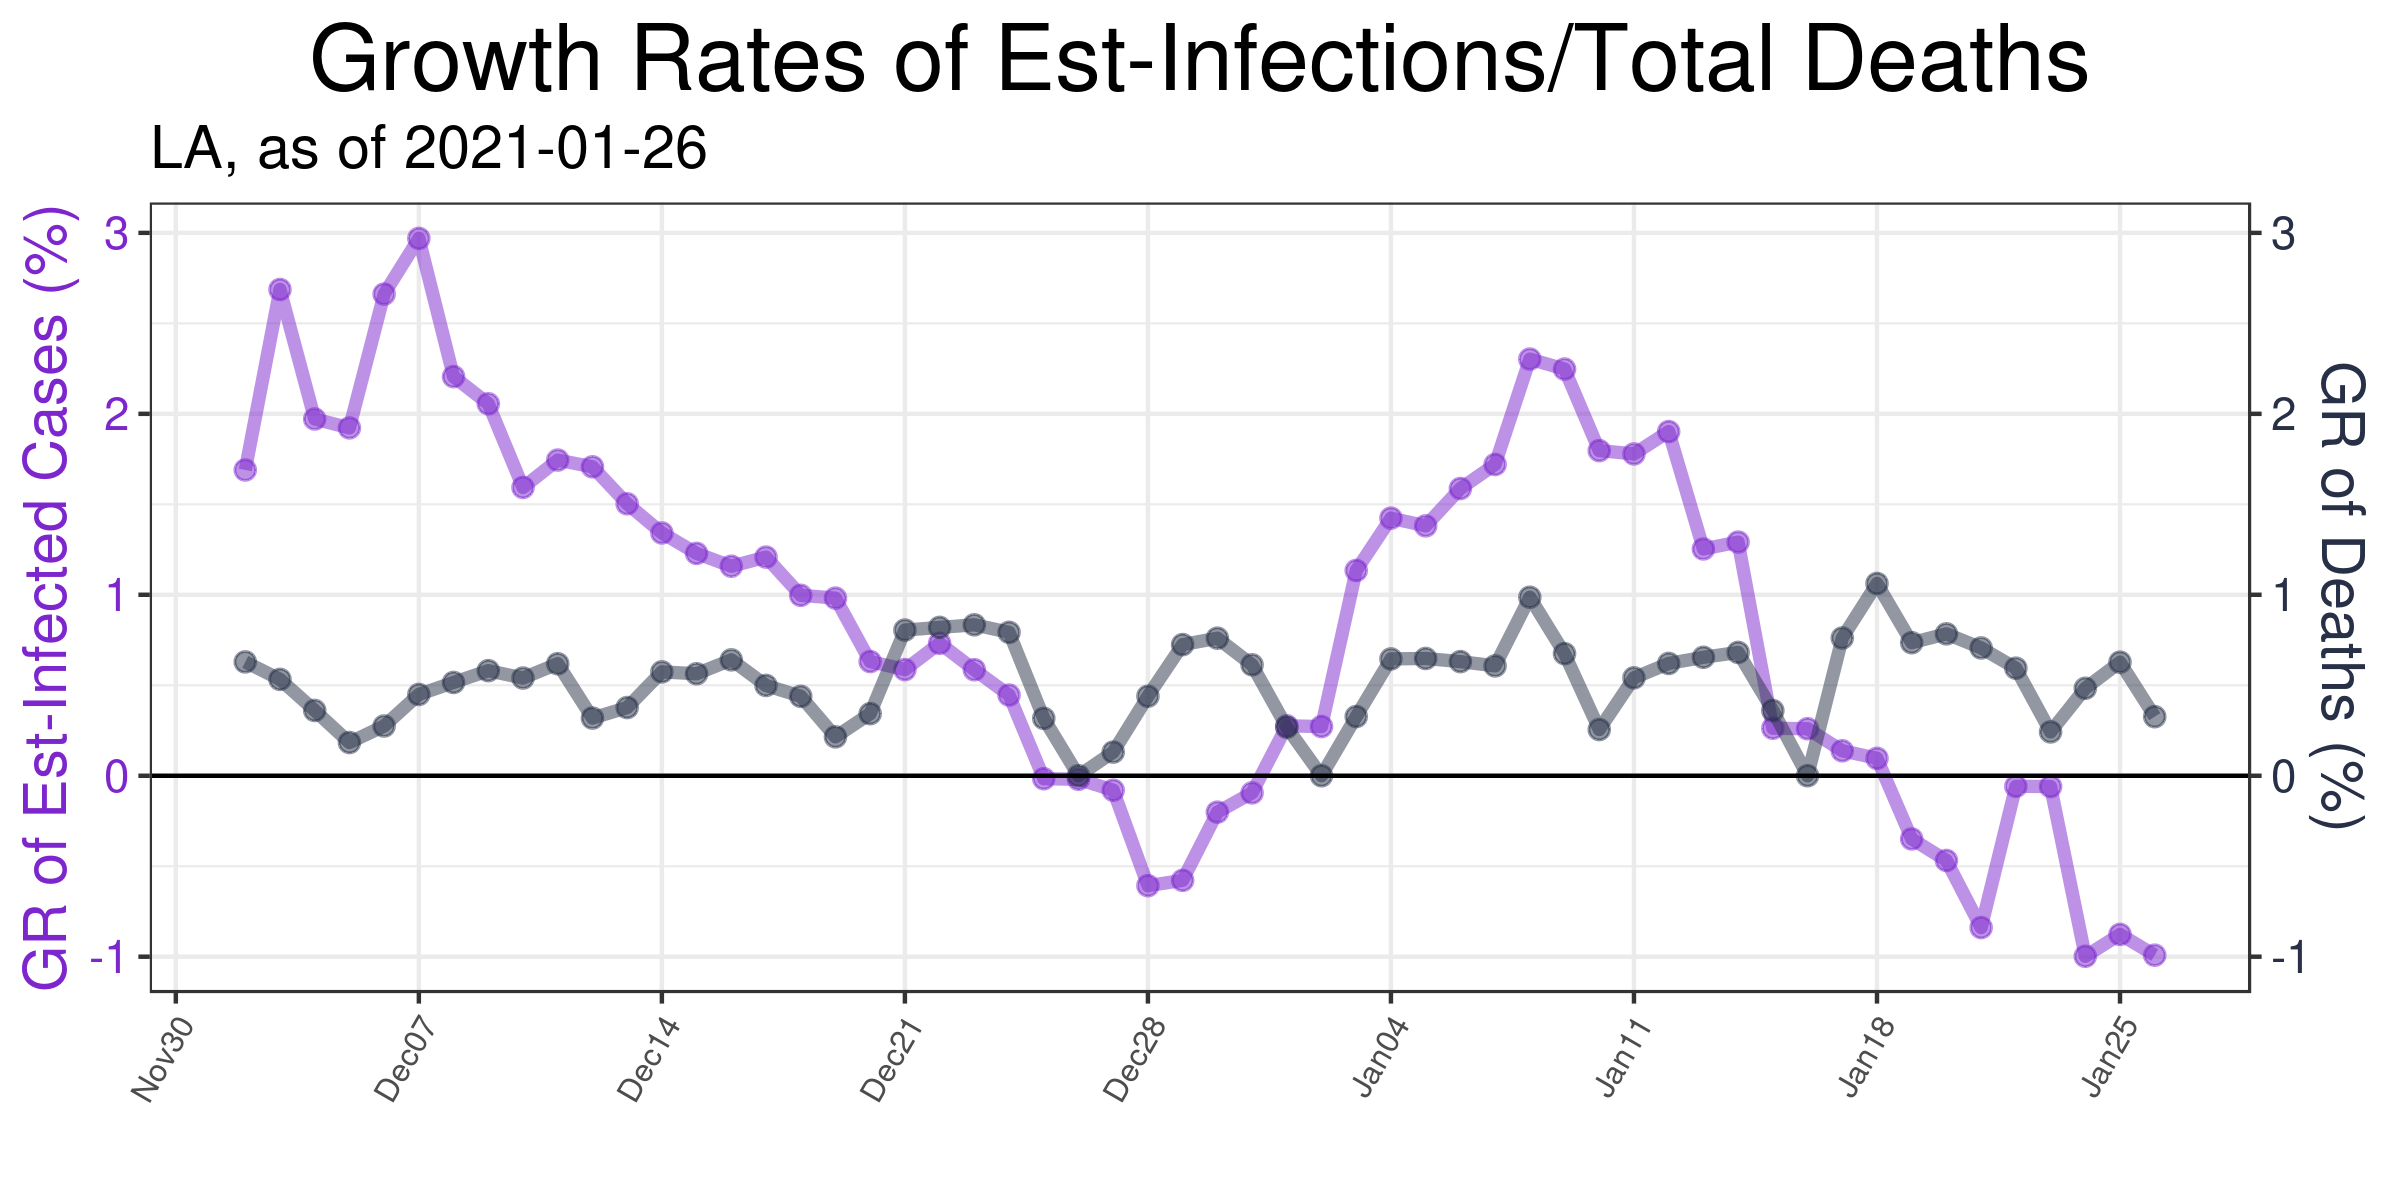 Growth Rates of Est-Infections/Total Deaths
LA, as of 2021-01-26
GR of Est-Infected Cases (%)
3
2
1
0
-1
3
2
1
0
-1
GR of Deaths (%)
Nov30
Dec07
Dec14
Dec21
Dec28
Jan04
Jan11
Jan18
Jan25